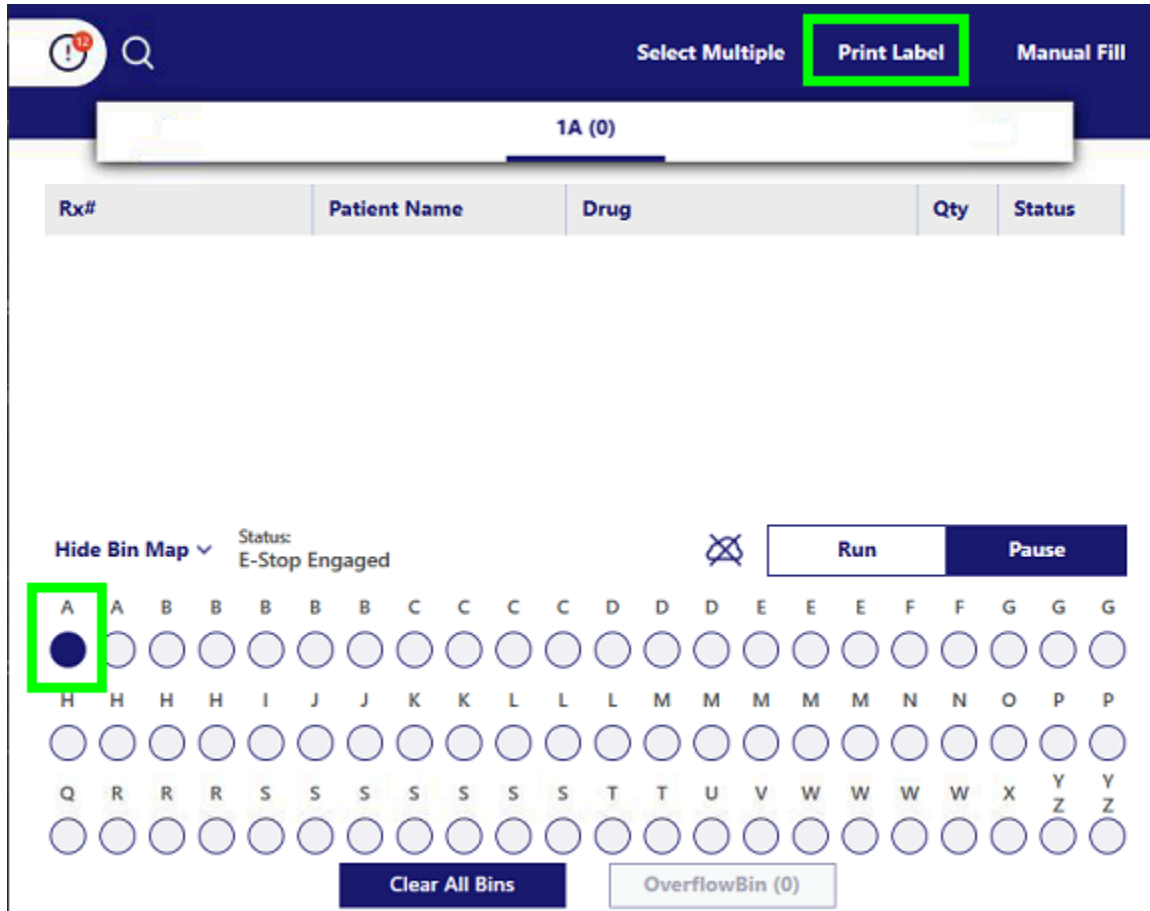 ! 12 Select Multiple Print Label Manual Fill
1A (0)
Rx# Patient Name Drug Qty Status
Hide Bin Map Status: E-Stop Engaged Run Pause
A A B B B B B C C C C D D D E E E F F G G G
H H H H I J J K K L L L M M M M M N N O P P
Q R R R S S S S S S S T T U V W W W W X Y Z Y Z
Clear All Bins OverflowBin (0)